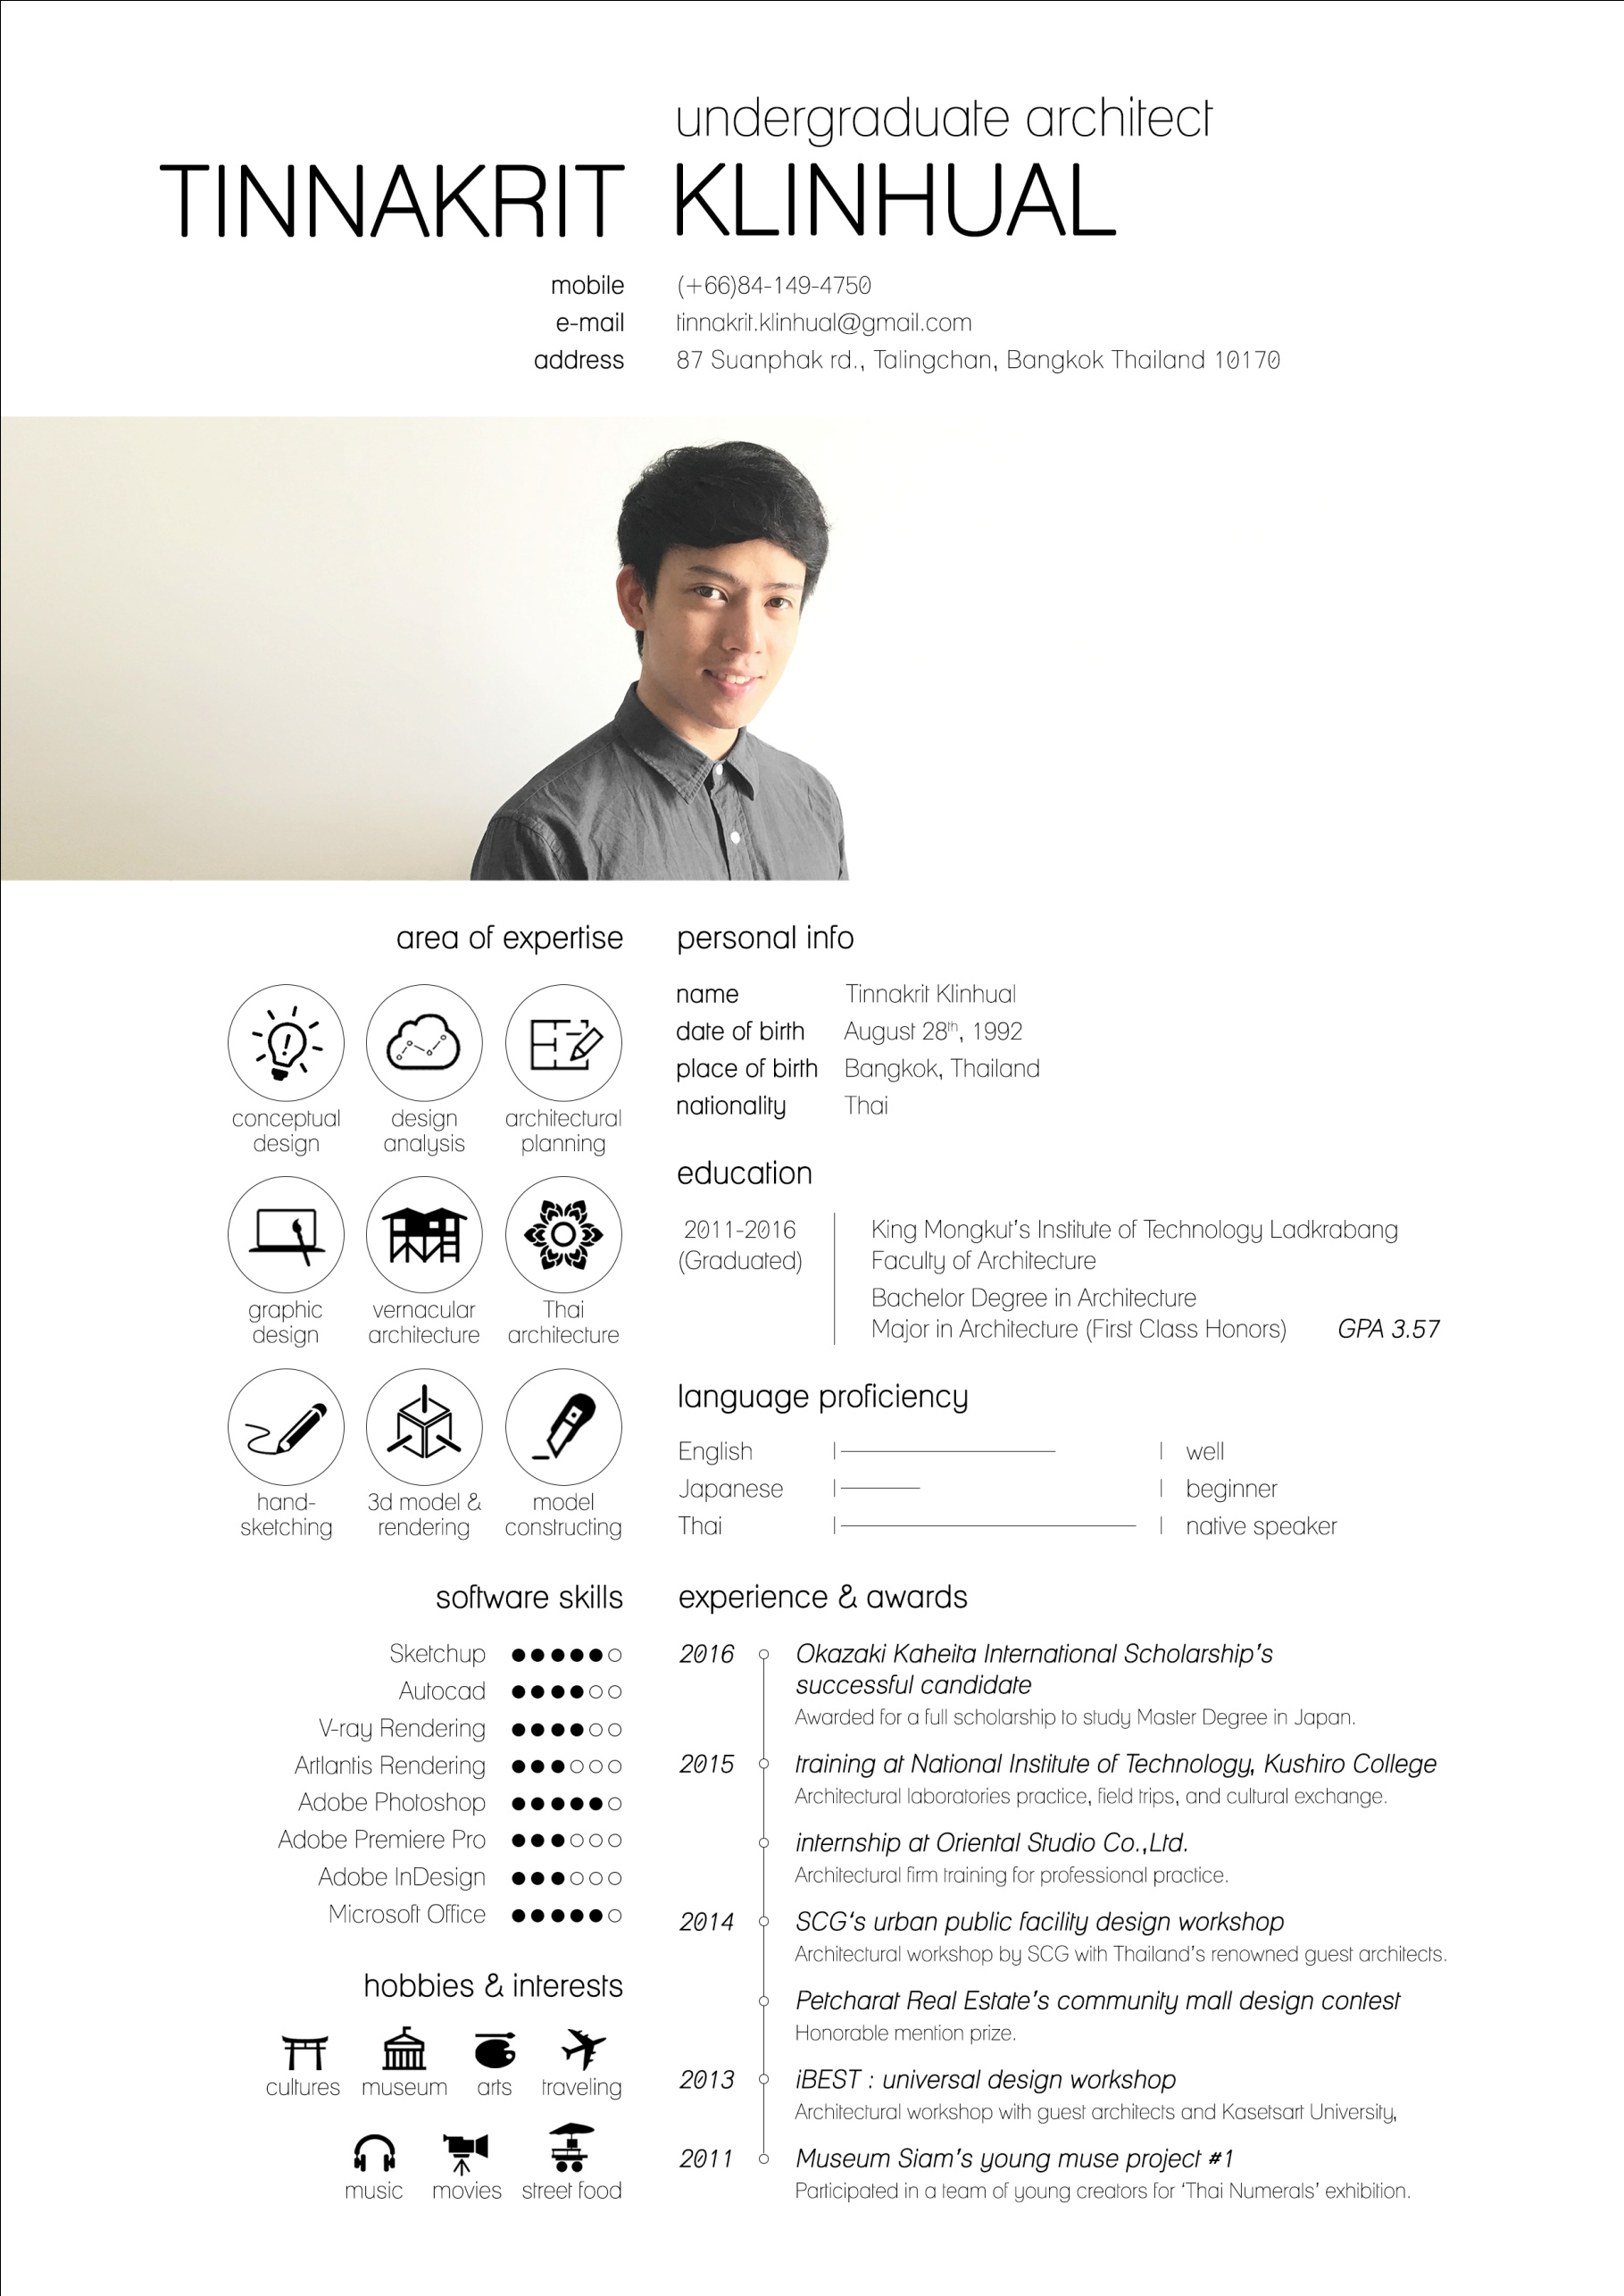 undergraduate architect
TINNAKRIT KLINHUAL
mobile (+66)84-149-4750
e-mail tinnakrit.klinhual@gmail.com
address 87 Suanphak rd., Talingchan, Bangkok Thailand 10170
area of expertise
conceptual design
design analysis
architectural planning
graphic design
vernacular architecture
Thai architecture
hand-sketching
3d model & rendering
model constructing
software skills
Sketchup
Autocad
V-ray Rendering
Artlantis Rendering
Adobe Photoshop
Adobe Premiere Pro
Adobe InDesign
Microsoft Office
hobbies & interests
cultures museum arts traveling
music movies street food
personal info
name Tinnakrit Klinhual
date of birth August 28th, 1992
place of birth Bangkok, Thailand
nationality Thai
education
2011-2016
(Graduated)
King Mongkut's Institute of Technology Ladkrabang
Faculty of Architecture
Bachelor Degree in Architecture
Major in Architecture (First Class Honors) GPA 3.57
language proficiency
English well
Japanese beginner
Thai native speaker
experience & awards
2016 Okazaki Kaheita International Scholarship's
successful candidate
Awarded for a full scholarship to study Master Degree in Japan.
2015 training at National Institute of Technology, Kushiro College
Architectural laboratories practice, field trips, and cultural exchange.
internship at Oriental Studio Co.,Ltd.
Architectural firm training for professional practice.
2014 SCG's urban public facility design workshop
Architectural workshop by SCG with Thailand's renowned guest architects.
Petcharat Real Estate's community mall design contest
Honorable mention prize.
2013 iBEST : universal design workshop
Architectural workshop with guest architects and Kasetsart University,
2011 Museum Siam's young muse project #1
Participated in a team of young creators for 'Thai Numerals' exhibition.